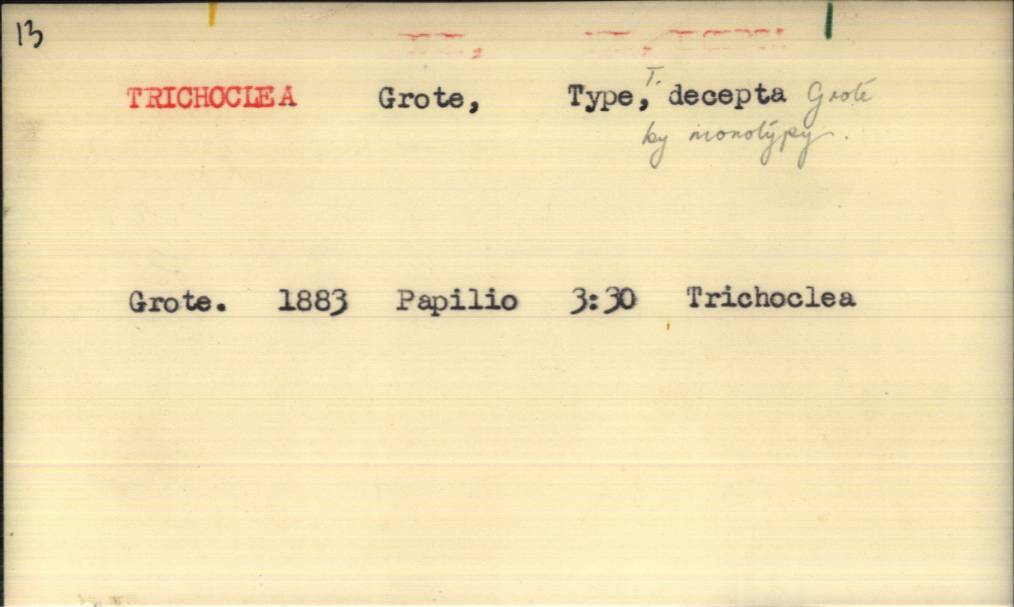 13
TRICHOCLEA Grote, Type, T. decepta Grote
by monotypy.
Grote. 1883 Papilio 3:30 Trichoclea